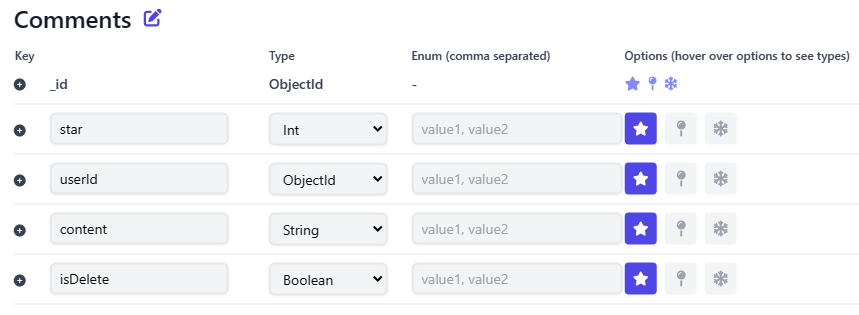 Comments
Key Type Enum (comma separated) Options (hover over options to see types)
_id ObjectId -
star Int value1, value2
userId ObjectId value1, value2
content String value1, value2
isDelete Boolean value1, value2